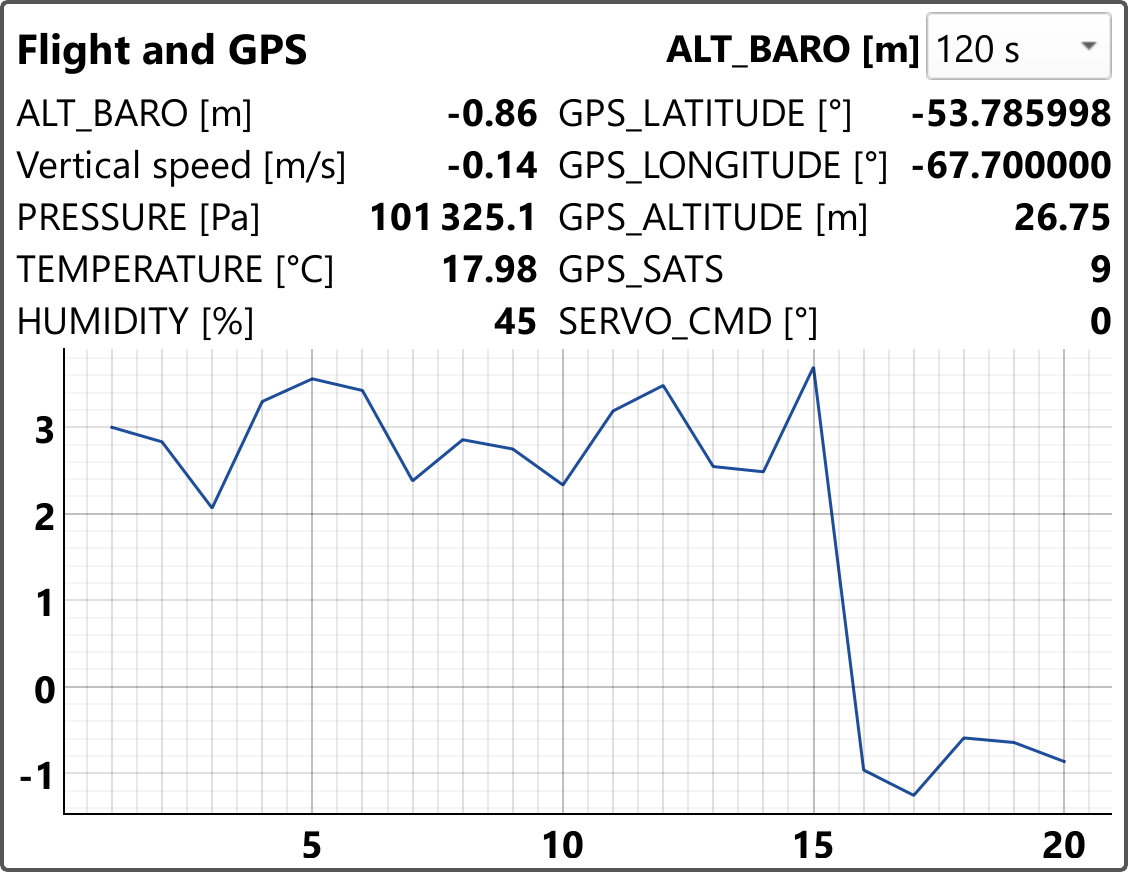 Flight and GPS ALT_BARO [m] 120 s
ALT_BARO [m] -0.86 GPS_LATITUDE [°] -53.785998
Vertical speed [m/s] -0.14 GPS_LONGITUDE [°] -67.700000
PRESSURE [Pa] 101 325.1 GPS_ALTITUDE [m] 26.75
TEMPERATURE [°C] 17.98 GPS_SATS 9
HUMIDITY [%] 45 SERVO_CMD [°] 0
3
2
1
0
-1
5 10 15 20